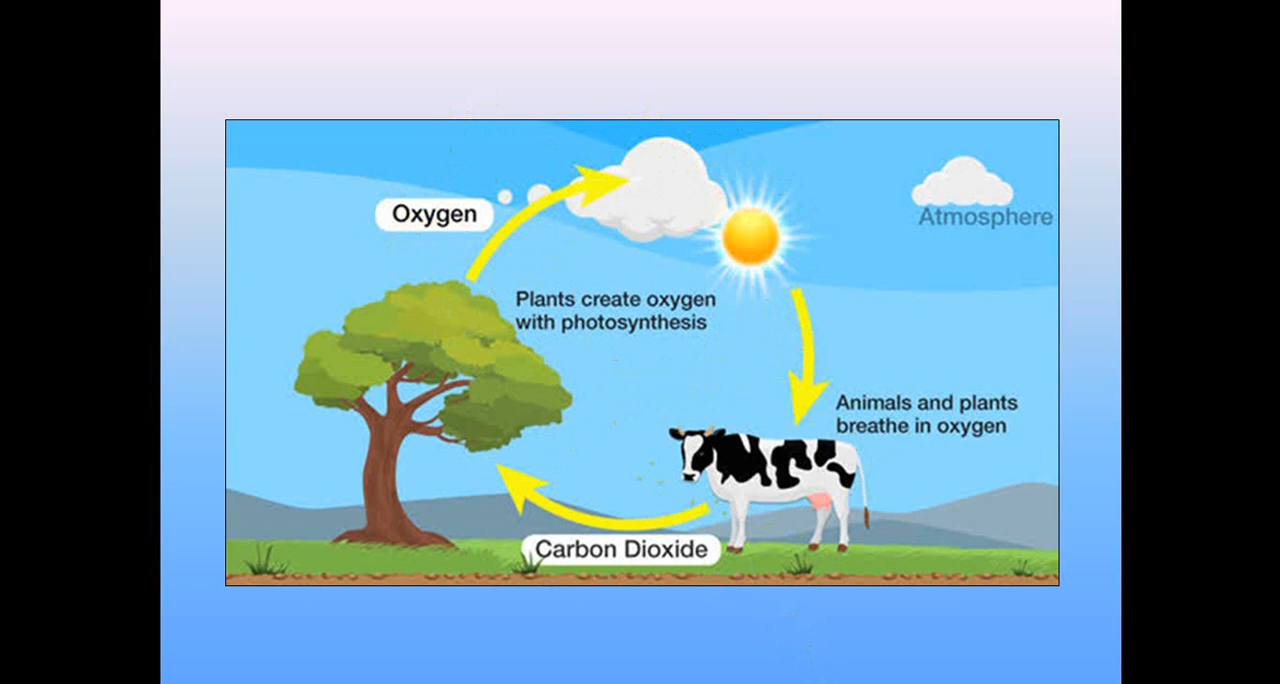 Oxygen
Atmosphere
Plants create oxygen
with photosynthesis
Animals and plants
breathe in oxygen
Carbon Dioxide